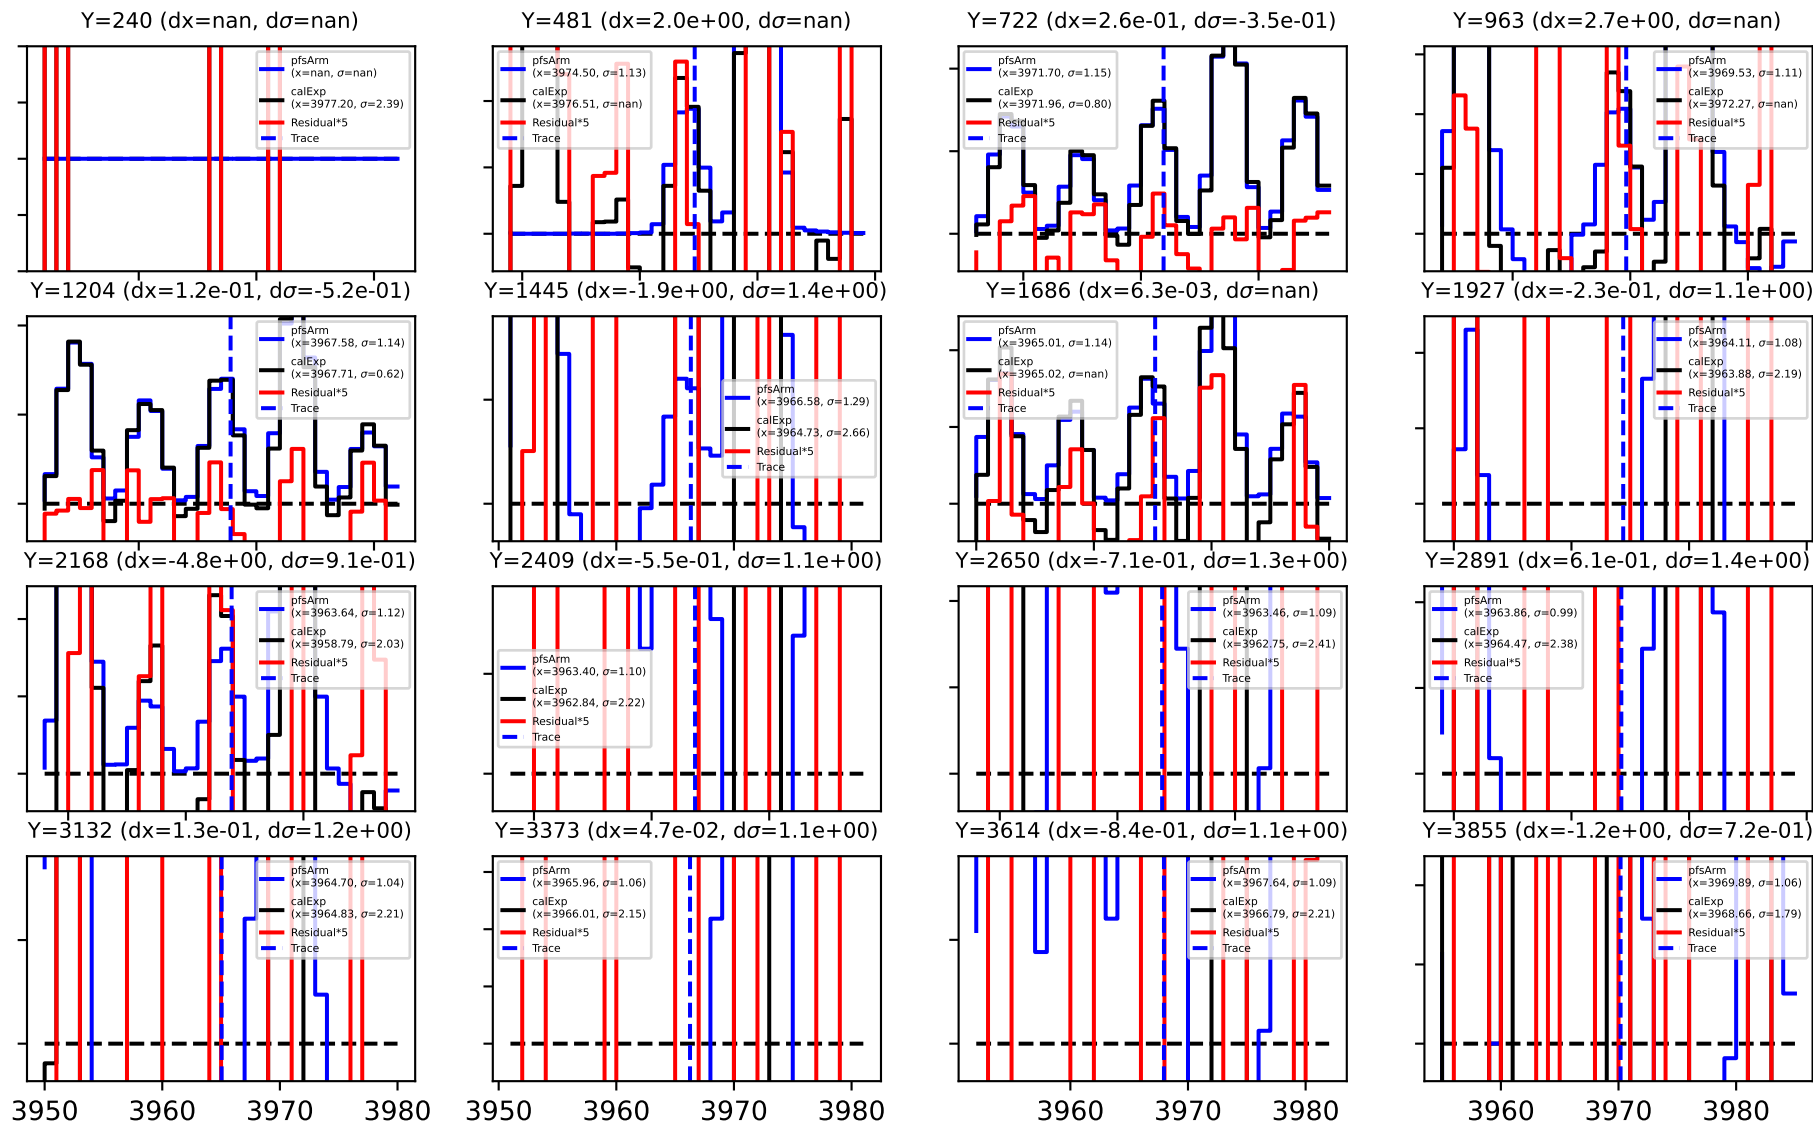 Y=240 (dx=nan, dσ=nan)
pfsArm
(x=nan, σ=nan)
calExp
(x=3977.20, σ=2.39)
Residual*5
Trace
Y=481 (dx=2.0e+00, dσ=nan)
pfsArm
(x=3974.50, σ=1.13)
calExp
(x=3976.51, σ=nan)
Residual*5
Trace
Y=722 (dx=2.6e-01, dσ=-3.5e-01)
pfsArm
(x=3971.70, σ=1.15)
calExp
(x=3971.96, σ=0.80)
Residual*5
Trace
Y=963 (dx=2.7e+00, dσ=nan)
pfsArm
(x=3969.53, σ=1.11)
calExp
(x=3972.27, σ=nan)
Residual*5
Trace
Y=1204 (dx=1.2e-01, dσ=-5.2e-01)
pfsArm
(x=3967.58, σ=1.14)
calExp
(x=3967.71, σ=0.62)
Residual*5
Trace
Y=1445 (dx=-1.9e+00, dσ=1.4e+00)
pfsArm
(x=3966.58, σ=1.29)
calExp
(x=3964.73, σ=2.66)
Residual*5
Trace
Y=1686 (dx=6.3e-03, dσ=nan)
pfsArm
(x=3965.01, σ=1.14)
calExp
(x=3965.02, σ=nan)
Residual*5
Trace
Y=1927 (dx=-2.3e-01, dσ=1.1e+00)
pfsArm
(x=3964.11, σ=1.08)
calExp
(x=3963.88, σ=2.19)
Residual*5
Trace
Y=2168 (dx=-4.8e+00, dσ=9.1e-01)
pfsArm
(x=3963.64, σ=1.12)
calExp
(x=3958.79, σ=2.03)
Residual*5
Trace
Y=2409 (dx=-5.5e-01, dσ=1.1e+00)
pfsArm
(x=3963.40, σ=1.10)
calExp
(x=3962.84, σ=2.22)
Residual*5
Trace
Y=2650 (dx=-7.1e-01, dσ=1.3e+00)
pfsArm
(x=3963.46, σ=1.09)
calExp
(x=3962.75, σ=2.41)
Residual*5
Trace
Y=2891 (dx=6.1e-01, dσ=1.4e+00)
pfsArm
(x=3963.86, σ=0.99)
calExp
(x=3964.47, σ=2.38)
Residual*5
Trace
Y=3132 (dx=1.3e-01, dσ=1.2e+00)
pfsArm
(x=3964.70, σ=1.04)
calExp
(x=3964.83, σ=2.21)
Residual*5
Trace
Y=3373 (dx=4.7e-02, dσ=1.1e+00)
pfsArm
(x=3965.96, σ=1.06)
calExp
(x=3966.01, σ=2.15)
Residual*5
Trace
Y=3614 (dx=-8.4e-01, dσ=1.1e+00)
pfsArm
(x=3967.64, σ=1.09)
calExp
(x=3966.79, σ=2.21)
Residual*5
Trace
Y=3855 (dx=-1.2e+00, dσ=7.2e-01)
pfsArm
(x=3969.89, σ=1.06)
calExp
(x=3968.66, σ=1.79)
Residual*5
Trace
3950 3960 3970 3980
3950 3960 3970 3980
3960 3970 3980
3960 3970 3980